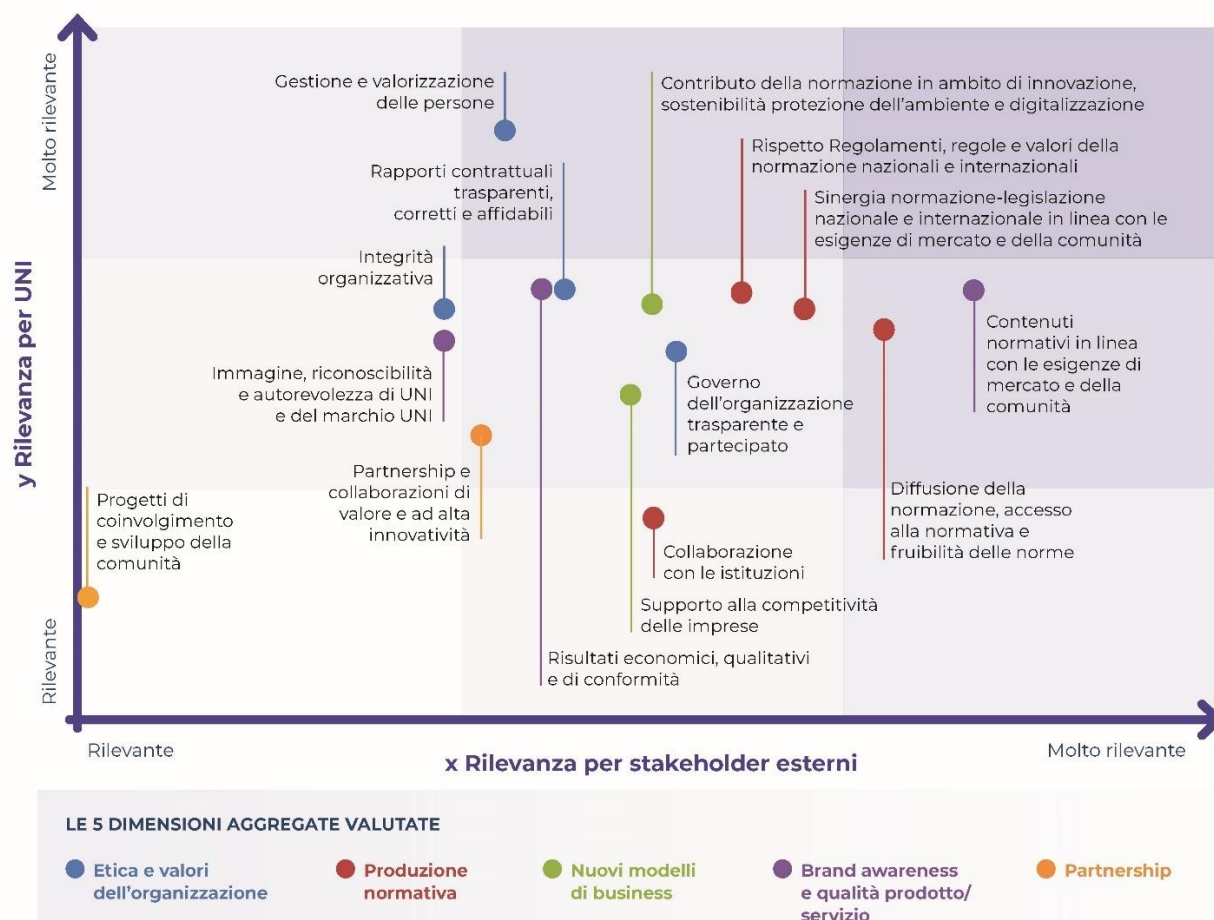 Molto rilevante
y Rilevanza per UNI
Rilevante
Gestione e valorizzazione
delle persone
Contributo della normazione in ambito di innovazione,
sostenibilità protezione dell'ambiente e digitalizzazione
Rapporti contrattuali
trasparenti,
corretti e affidabili
Rispetto Regolamenti, regole e valori della
normazione nazionali e internazionali
Sinergia normazione-legislazione
nazionale e internazionale in linea con le
esigenze di mercato e della comunità
Integrità
organizzativa
Immagine, riconoscibilità
e autorevolezza di UNI
e del marchio UNI
Governo
dell'organizzazione
trasparente e
partecipato
Contenuti
normativi in linea
con le esigenze di
mercato e della
comunità
Partnership e
collaborazioni di
valore e ad alta
innovatività
Progetti di
coinvolgimento
e sviluppo della
comunità
Diffusione della
normazione, accesso
alla normativa e
fruibilità delle norme
Collaborazione
con le istituzioni
Supporto alla competitività
delle imprese
Risultati economici, qualitativi
e di conformità
Rilevante
Molto rilevante
x Rilevanza per stakeholder esterni
LE 5 DIMENSIONI AGGREGATE VALUTATE
Etica e valori
dell'organizzazione
Produzione
normativa
Nuovi modelli
di business
Brand awareness
e qualità prodotto/
servizio
Partnership